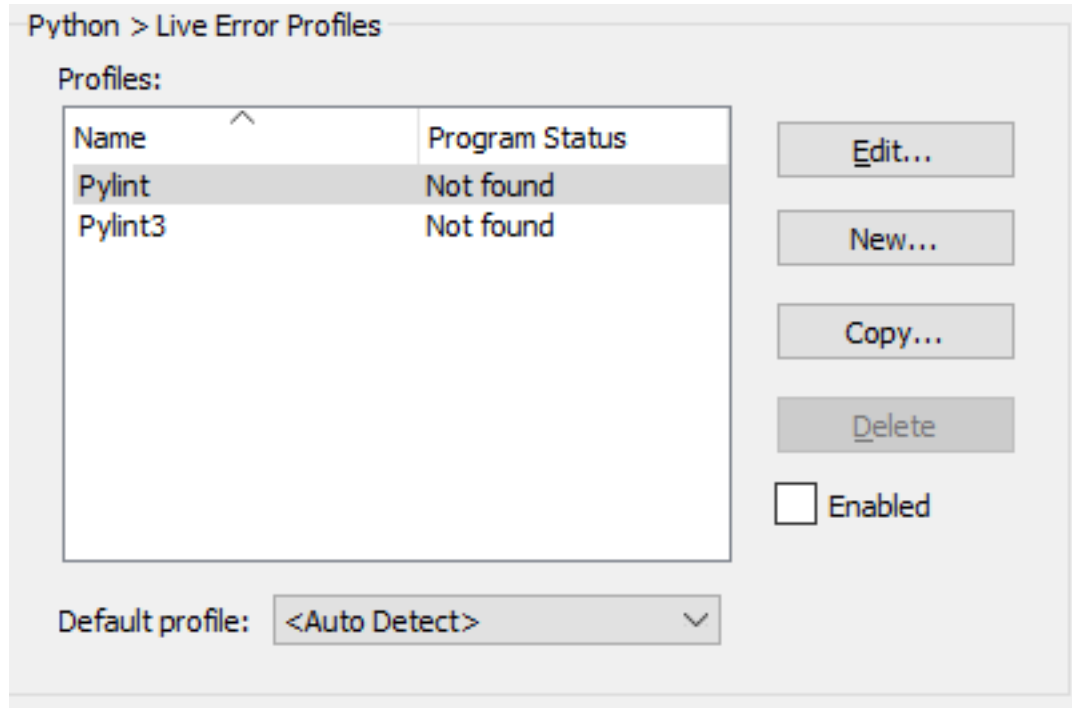 Python > Live Error Profiles
Profiles:
Name Program Status
Pylint Not found
Pylint3 Not found
Edit...
New...
Copy...
Delete
Enabled
Default profile: <Auto Detect>